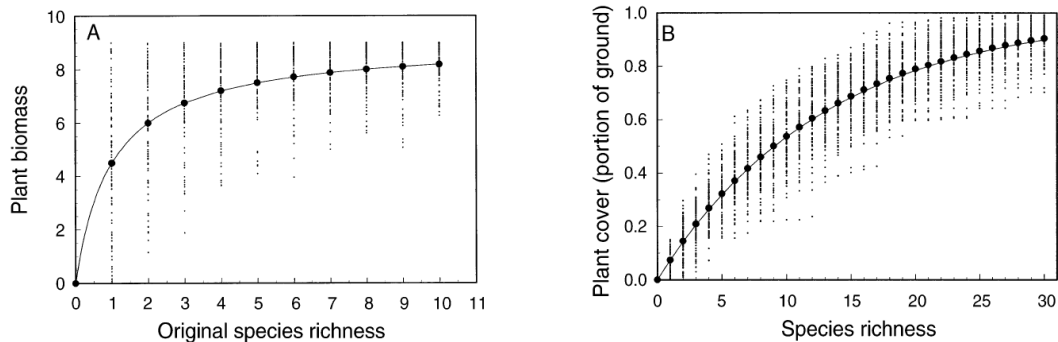 A
Plant biomass
10
8
6
4
2
0
0 1 2 3 4 5 6 7 8 9 10 11
Original species richness
B
Plant cover (portion of ground)
1.0
0.8
0.6
0.4
0.2
0.0
0 5 10 15 20 25 30
Species richness